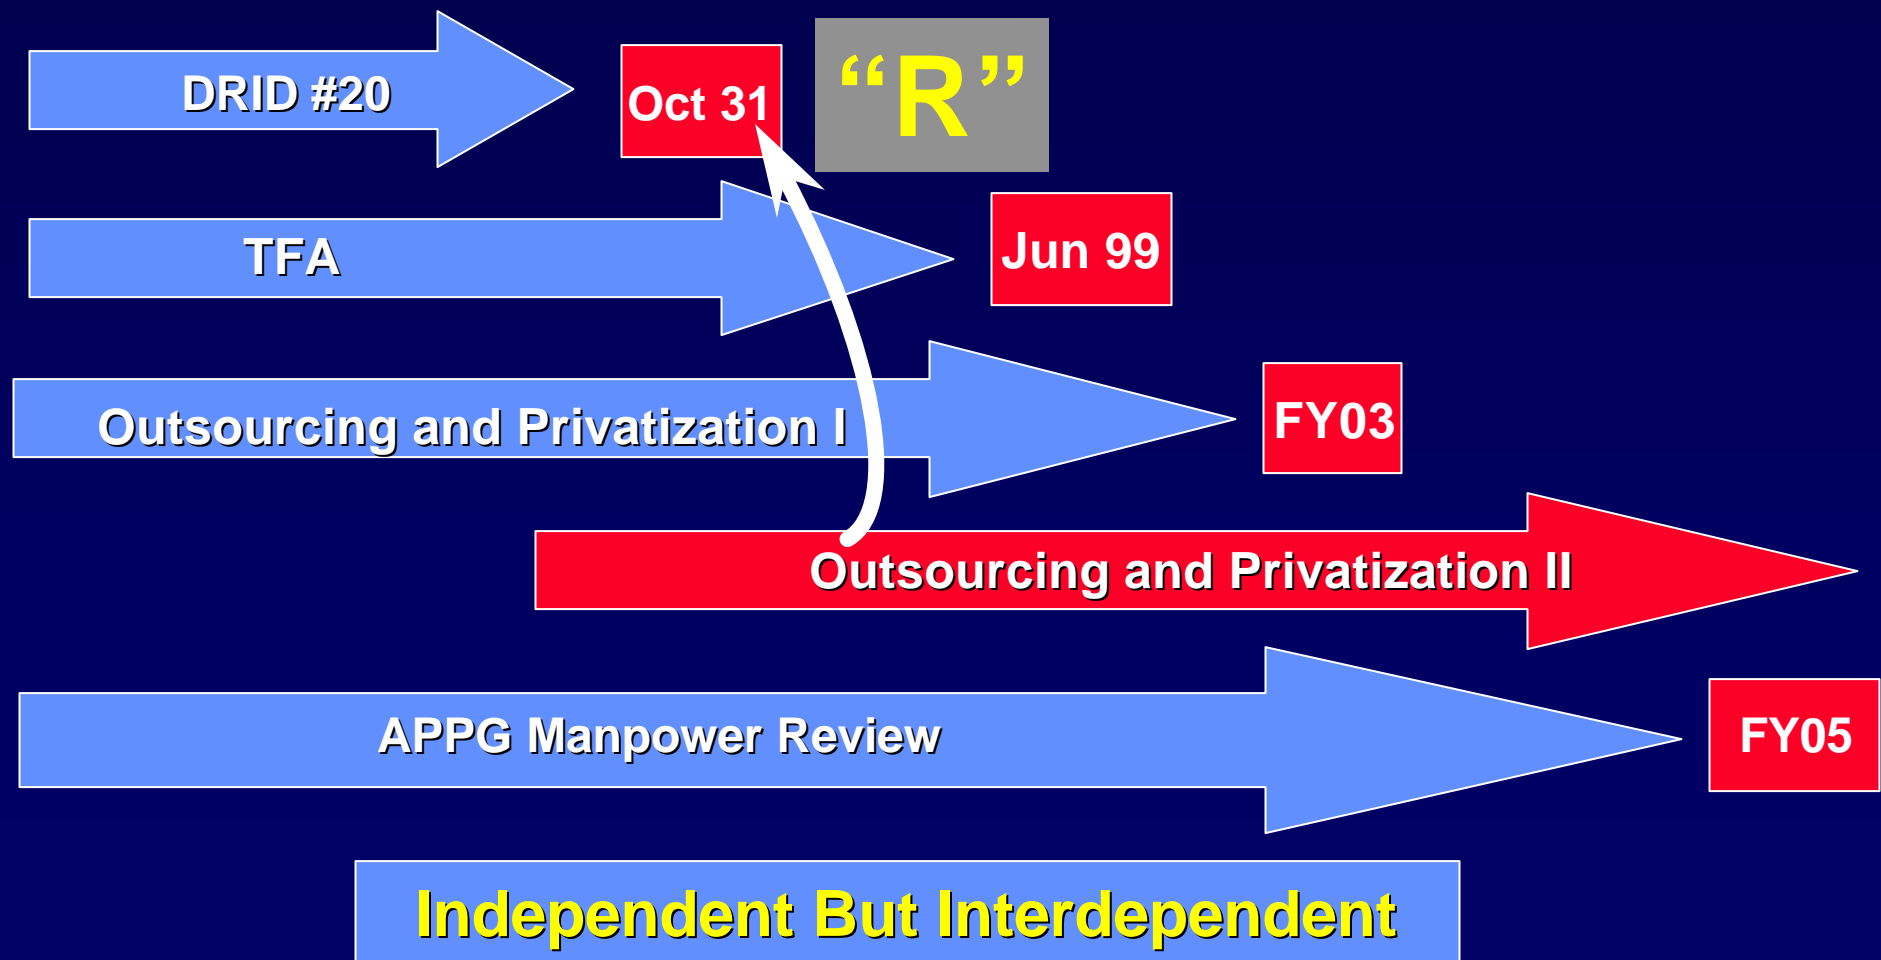 DRID #20
Oct 31
“R”
TFA
Jun 99
Outsourcing and Privatization I
FY03
Outsourcing and Privatization II
APPG Manpower Review
FY05
Independent But Interdependent